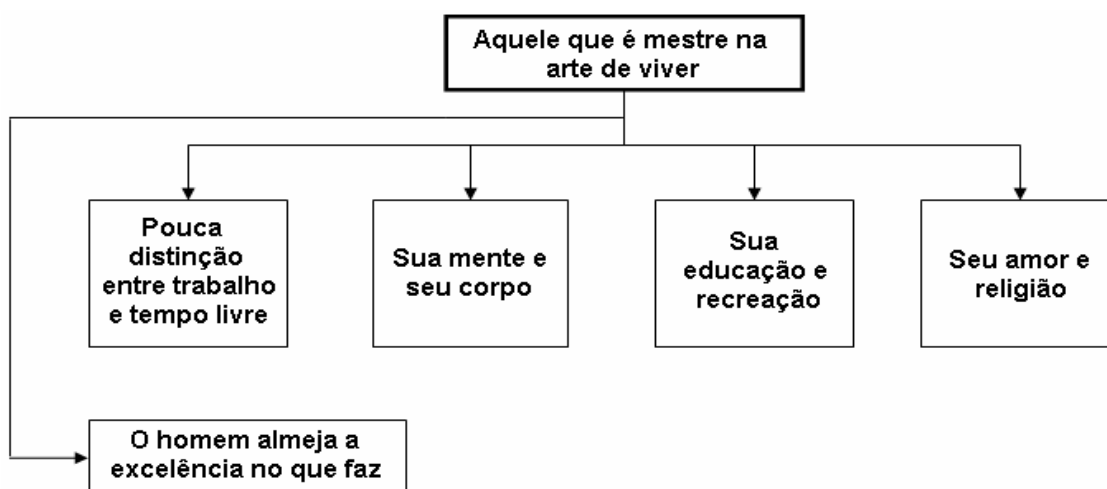 Aquele que é mestre na
arte de viver
Pouca
distinção
entre trabalho
e tempo livre
Sua mente e
seu corpo
Sua
educação e
recreação
Seu amor e
religião
O homem almeja a
excelência no que faz